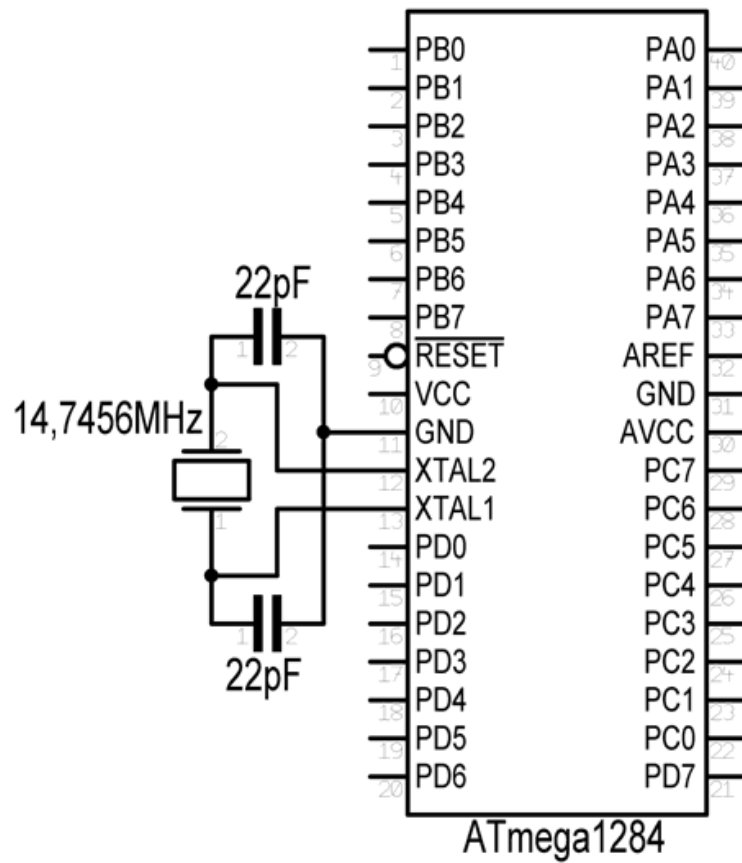 1 PB0 PA0 40
2 PB1 PA1 39
3 PB2 PA2 38
4 PB3 PA3 37
5 PB4 PA4 36
6 PB5 PA5 35
22pF
7 PB6 PA6 34
8 PB7 PA7 33
1 2
9 RESET AREF 32
10 VCC GND 31
14,7456MHz
2
11 GND AVCC 30
12 XTAL2 PC7 29
13 XTAL1 PC6 28
1
14 PD0 PC5 27
15 PD1 PC4 26
16 PD2 PC3 25
1 2
17 PD3 PC2 24
22pF
18 PD4 PC1 23
19 PD5 PC0 22
20 PD6 PD7 21
ATmega1284